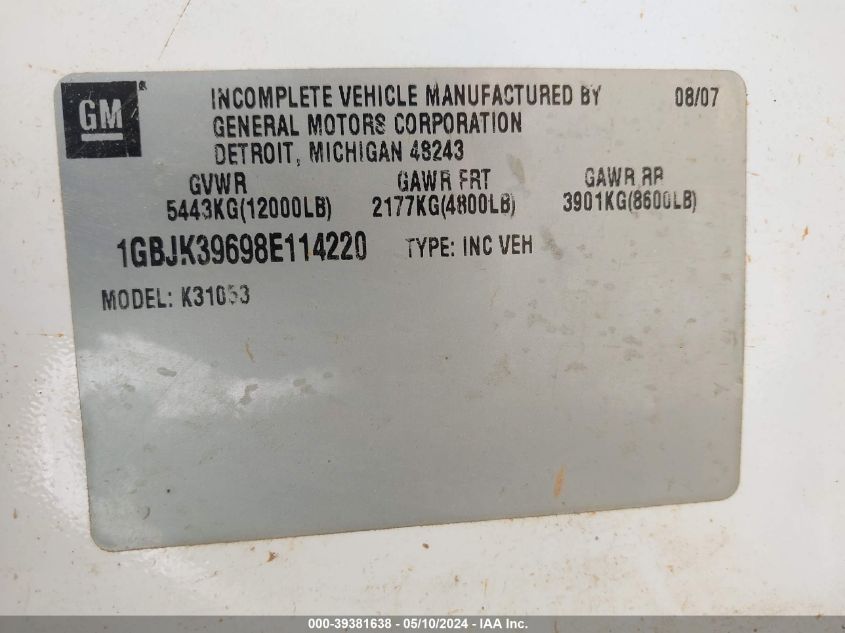 GM
INCOMPLETE VEHICLE MANUFACTURED BY 08/07
GENERAL MOTORS CORPORATION
DETROIT, MICHIGAN 48243
GVWR GAWR FRT GAWR RR
5443KG(12000LB) 2177KG(4800LB) 3901KG(8600LB)
1GBJK39698E114220 TYPE: INC VEH
MODEL: K31053
000-39381638 — 05/10/2024 — IAA Inc.